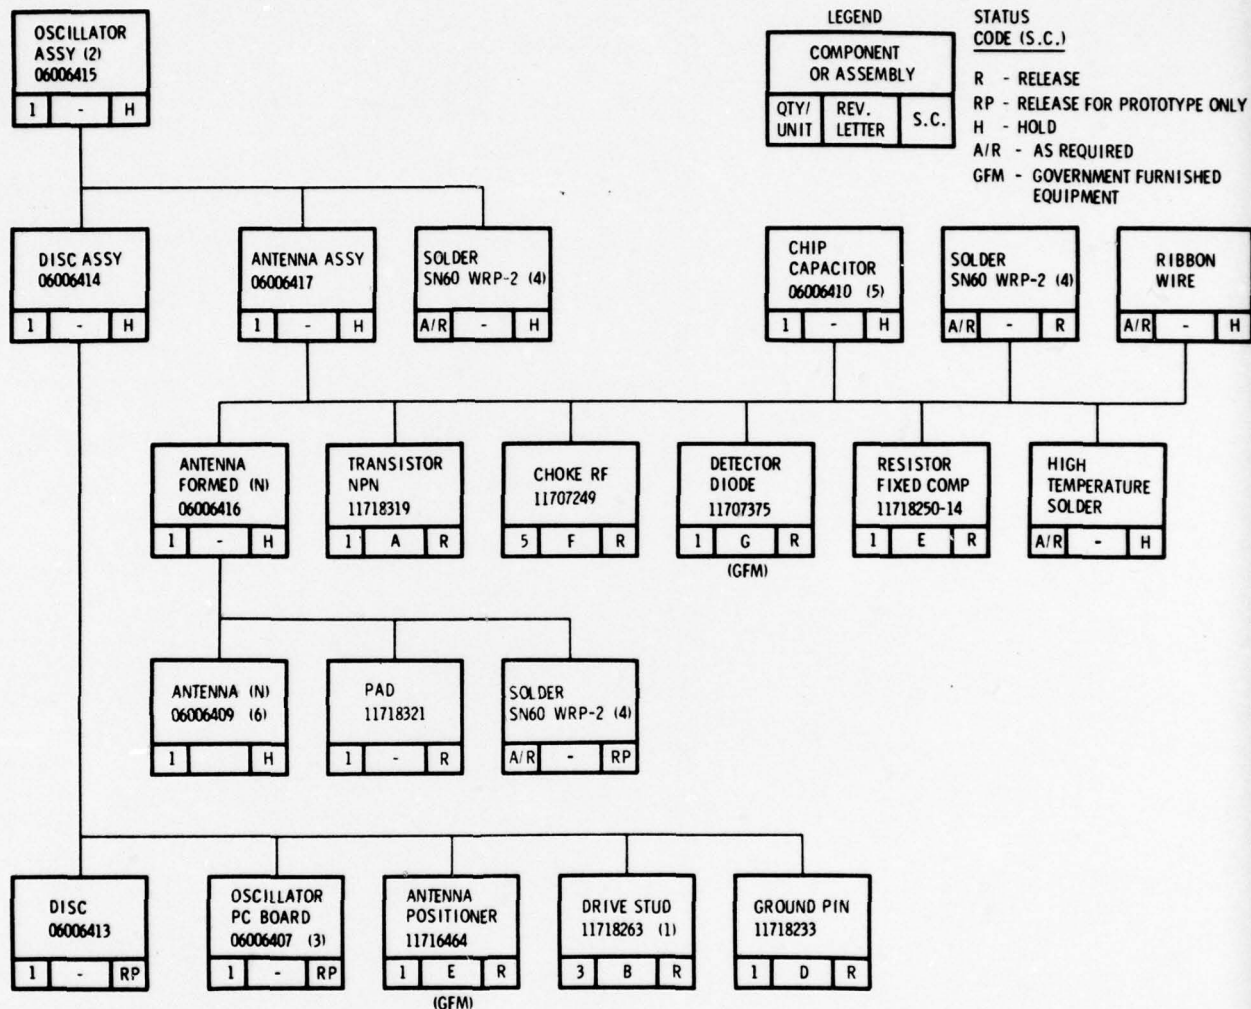 OSCILLATOR
ASSY (2)
06006415
1 - H
LEGEND
COMPONENT
OR ASSEMBLY
QTY/
UNIT
REV.
LETTER
S.C.
STATUS
CODE (S.C.)
R - RELEASE
RP - RELEASE FOR PROTOTYPE ONLY
H - HOLD
A/R - AS REQUIRED
GFM - GOVERNMENT FURNISHED
EQUIPMENT
DISC ASSY
06006414
1 - H
ANTENNA ASSY
06006417
1 - H
SOLDER
SN60 WRP-2 (4)
A/R - H
CHIP
CAPACITOR
06006410 (5)
1 - H
SOLDER
SN60 WRP-2 (4)
A/R - R
RIBBON
WIRE
A/R - H
ANTENNA
FORMED (N)
06006416
1 - H
TRANSISTOR
NPN
11718319
1 A R
CHOKE RF
11707249
5 F R
DETECTOR
DIODE
11707375
1 G R
(GFM)
RESISTOR
FIXED COMP
11718250-14
1 E R
HIGH
TEMPERATURE
SOLDER
A/R - H
ANTENNA (N)
06006409 (6)
1 H
PAD
11718321
1 - R
SOLDER
SN60 WRP-2 (4)
A/R - RP
DISC
06006413
1 - RP
OSCILLATOR
PC BOARD
06006407 (3)
1 - RP
ANTENNA
POSITIONER
11716464
1 E R
(GFM)
DRIVE STUD
11718263 (1)
3 B R
GROUND PIN
11718233
1 D R